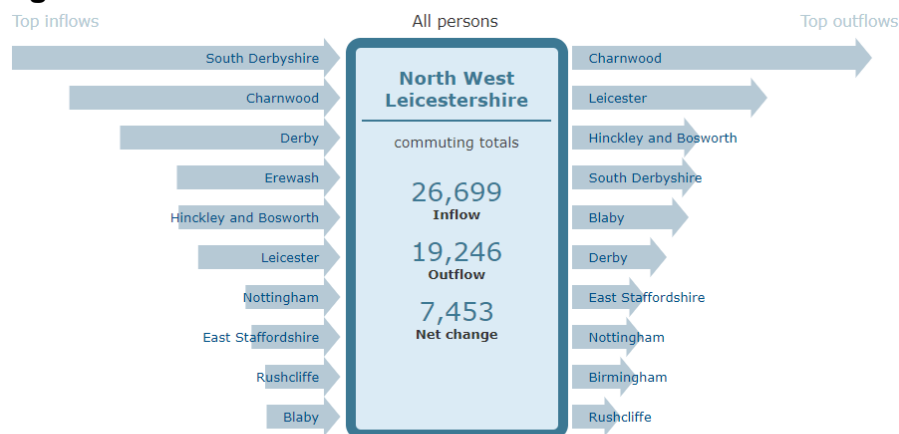 Top inflows
All persons
Top outflows
South Derbyshire
Charnwood
Derby
Erewash
Hinckley and Bosworth
Leicester
Nottingham
East Staffordshire
Rushcliffe
Blaby
North West
Leicestershire
commuting totals
26,699
Inflow
19,246
Outflow
7,453
Net change
Charnwood
Leicester
Hinckley and Bosworth
South Derbyshire
Blaby
Derby
East Staffordshire
Nottingham
Birmingham
Rushcliffe